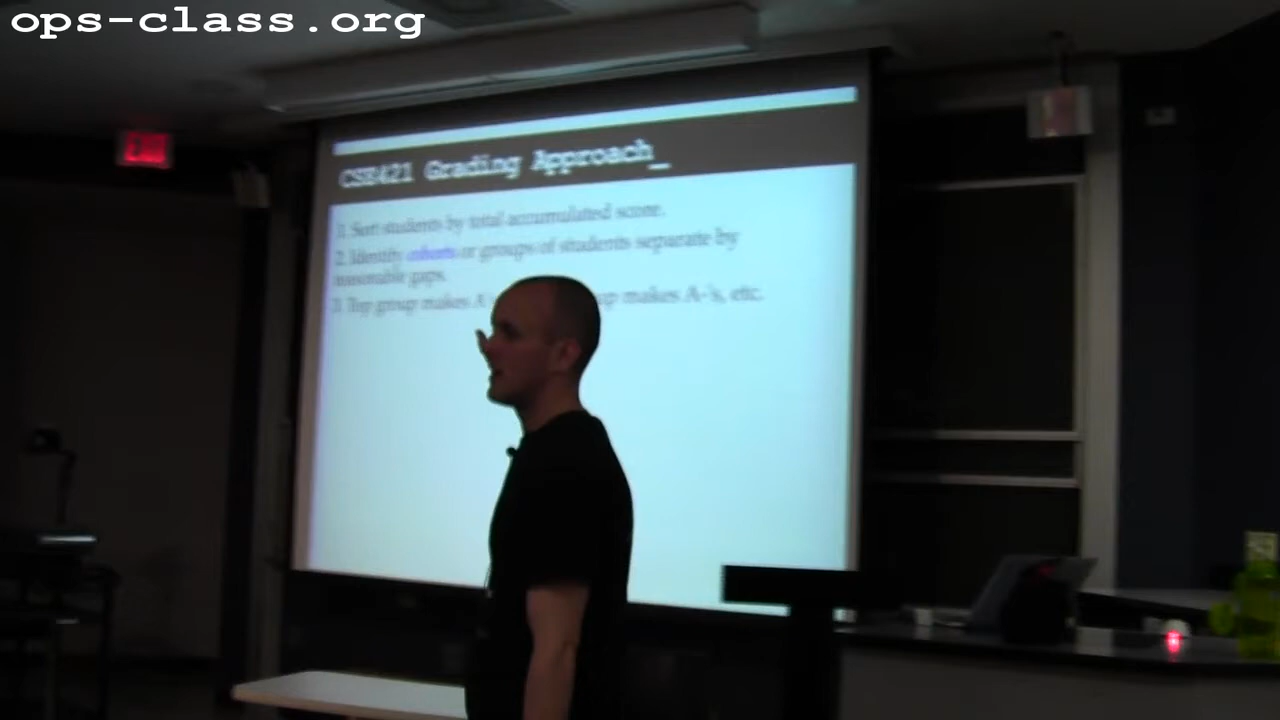 ops-class.org
CSE421 Grading Approach_
1. Sort students by total accumulated score.
2. Identify cohorts or groups of students separate by
reasonable gaps.
3. Top group makes A makes A-'s, etc.